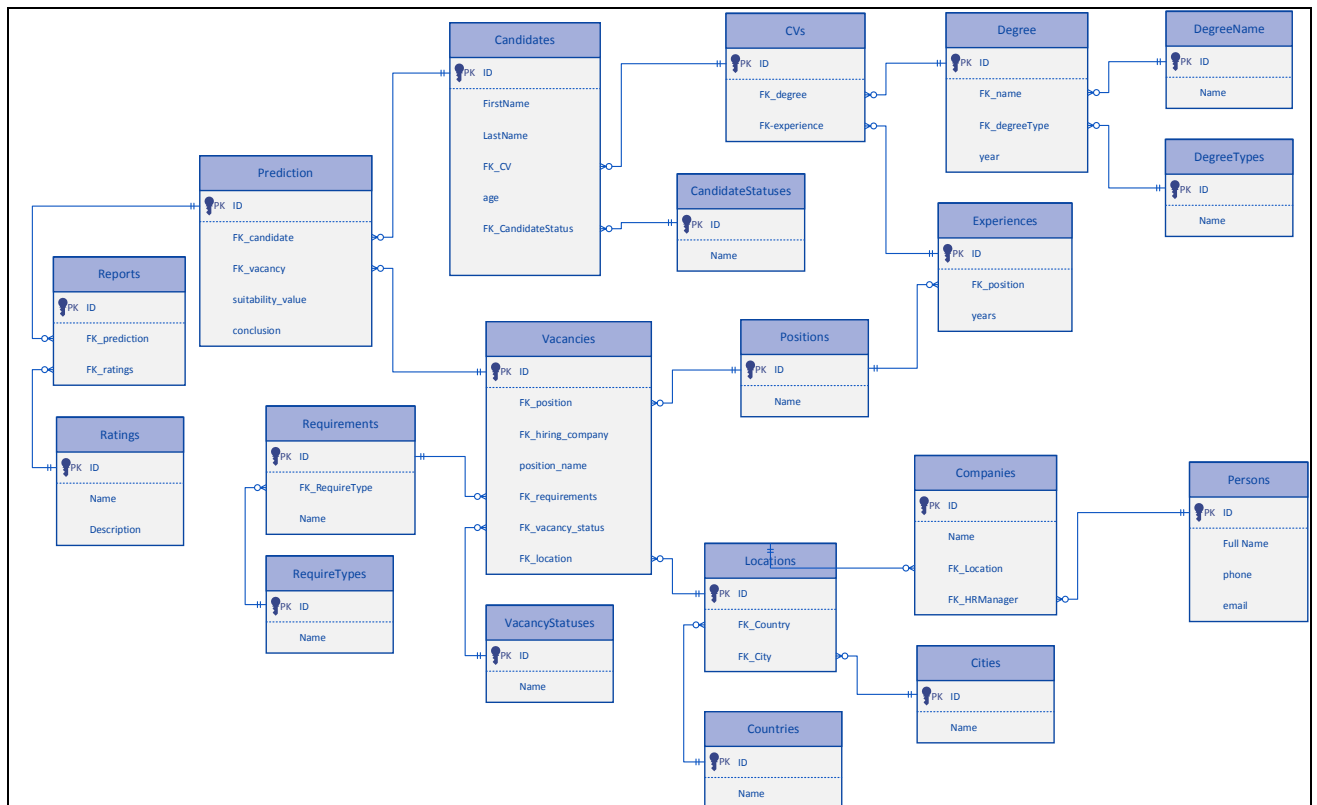 Candidates
PK ID
FirstName
LastName
FK_CV
age
FK_CandidateStatus
CVs
PK ID
FK_degree
FK-experience
Degree
PK ID
FK_name
FK_degreeType
year
DegreeName
PK ID
Name
DegreeTypes
PK ID
Name
Prediction
PK ID
FK_candidate
FK_vacancy
suitability_value
conclusion
CandidateStatuses
PK ID
Name
Experiences
PK ID
FK_position
years
Reports
PK ID
FK_prediction
FK_ratings
Vacancies
PK ID
FK_position
FK_hiring_company
position_name
FK_requirements
FK_vacancy_status
FK_location
Positions
PK ID
Name
Ratings
PK ID
Name
Description
Requirements
PK ID
FK_RequireType
Name
Companies
PK ID
Name
FK_Location
FK_HRManager
Persons
PK ID
Full Name
phone
email
RequireTypes
PK ID
Name
Locations
PK ID
FK_Country
FK_City
VacancyStatuses
PK ID
Name
Cities
PK ID
Name
Countries
PK ID
Name